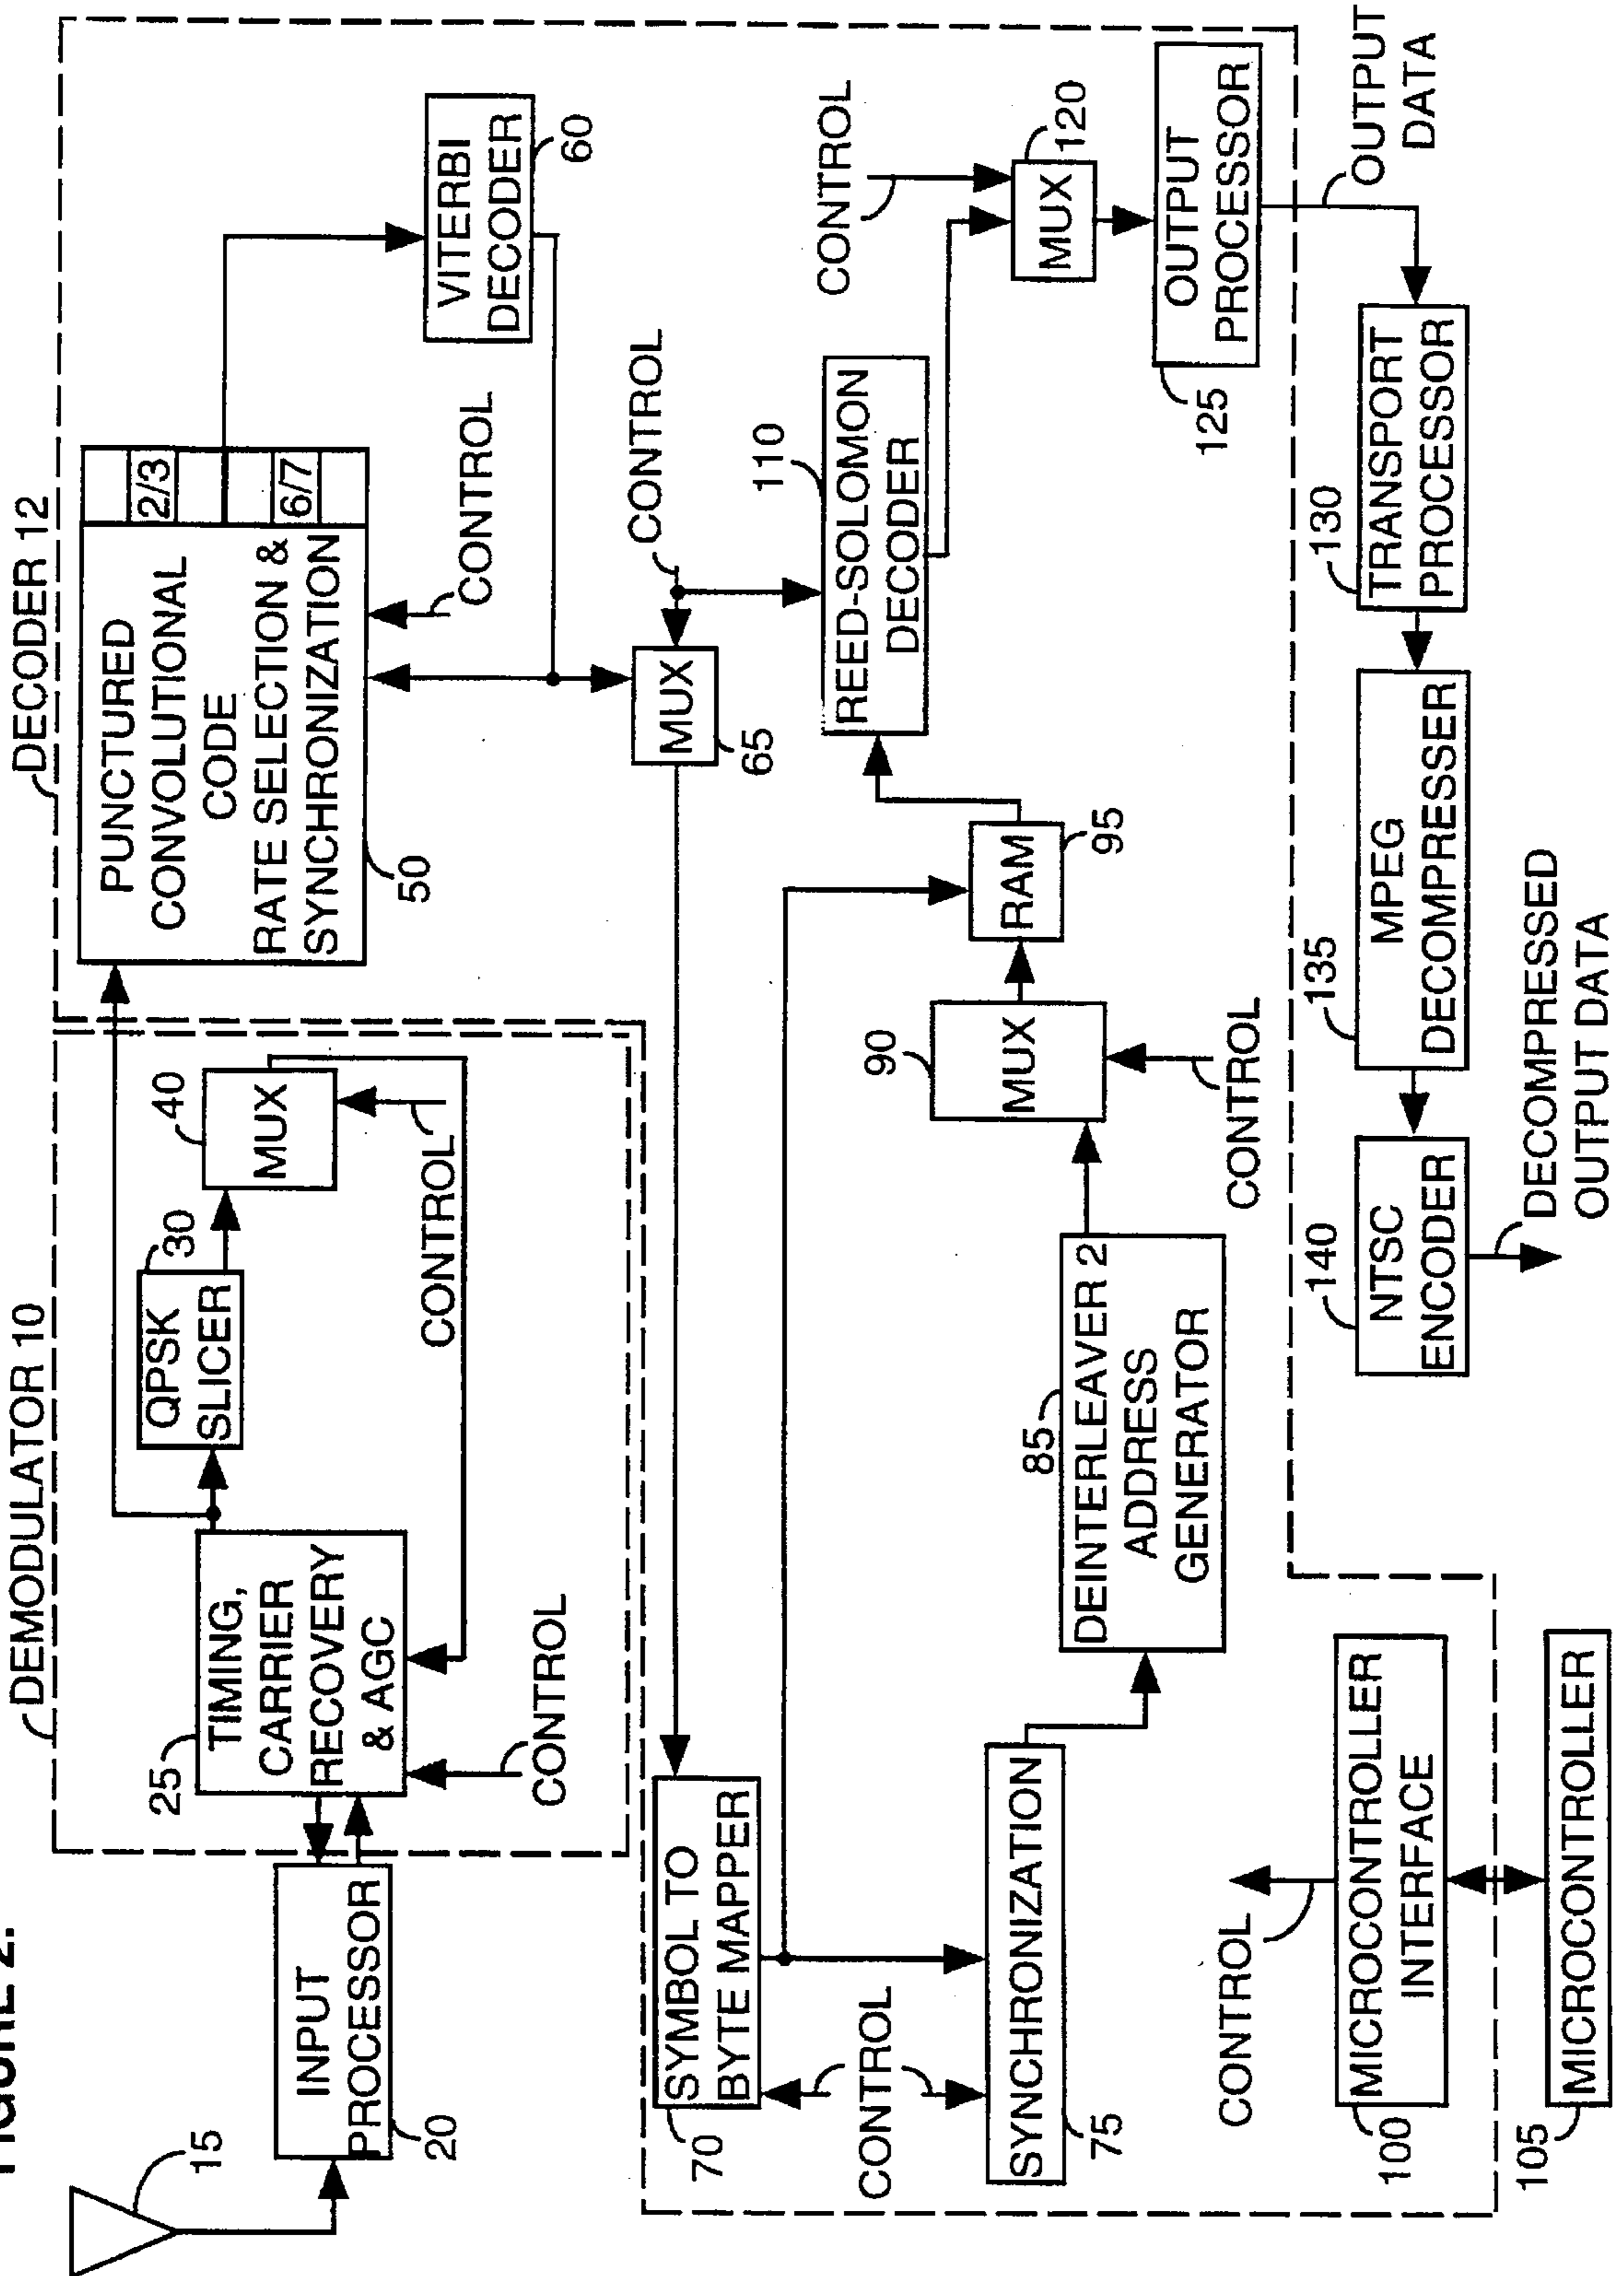 FIGURE 2.
DEMODULATOR 10
DECODER 12
15
INPUT
PROCESSOR
20
25
TIMING,
CARRIER
RECOVERY
& AGC
CONTROL
QPSK
SLICER
30
MUX
40
CONTROL
PUNCTURED
CONVOLUTIONAL
CODE
RATE SELECTION &
SYNCHRONIZATION
2/3
6/7
50
CONTROL
VITERBI
DECODER
60
MUX
65
CONTROL
SYMBOL TO
BYTE MAPPER
70
CONTROL
SYNCHRONIZATION
75
85
DEINTERLEAVER 2
ADDRESS
GENERATOR
90
MUX
CONTROL
RAM
95
110
REED-SOLOMON
DECODER
CONTROL
MUX
120
OUTPUT
PROCESSOR
125
OUTPUT
DATA
CONTROL
MICROCONTROLLER
INTERFACE
100
MICROCONTROLLER
105
130
TRANSPORT
PROCESSOR
135
MPEG
DECOMPRESSER
140
NTSC
ENCODER
DECOMPRESSED
OUTPUT DATA